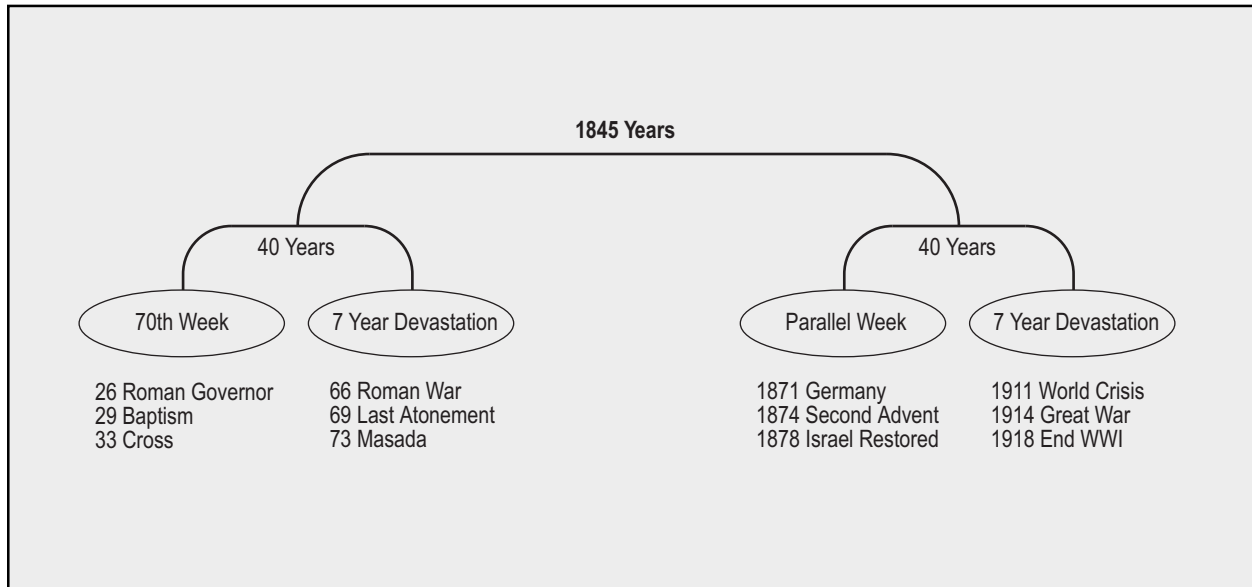 1845 Years
40 Years
40 Years
70th Week
7 Year Devastation
Parallel Week
7 Year Devastation
26 Roman Governor
29 Baptism
33 Cross
66 Roman War
69 Last Atonement
73 Masada
1871 Germany
1874 Second Advent
1878 Israel Restored
1911 World Crisis
1914 Great War
1918 End WWI